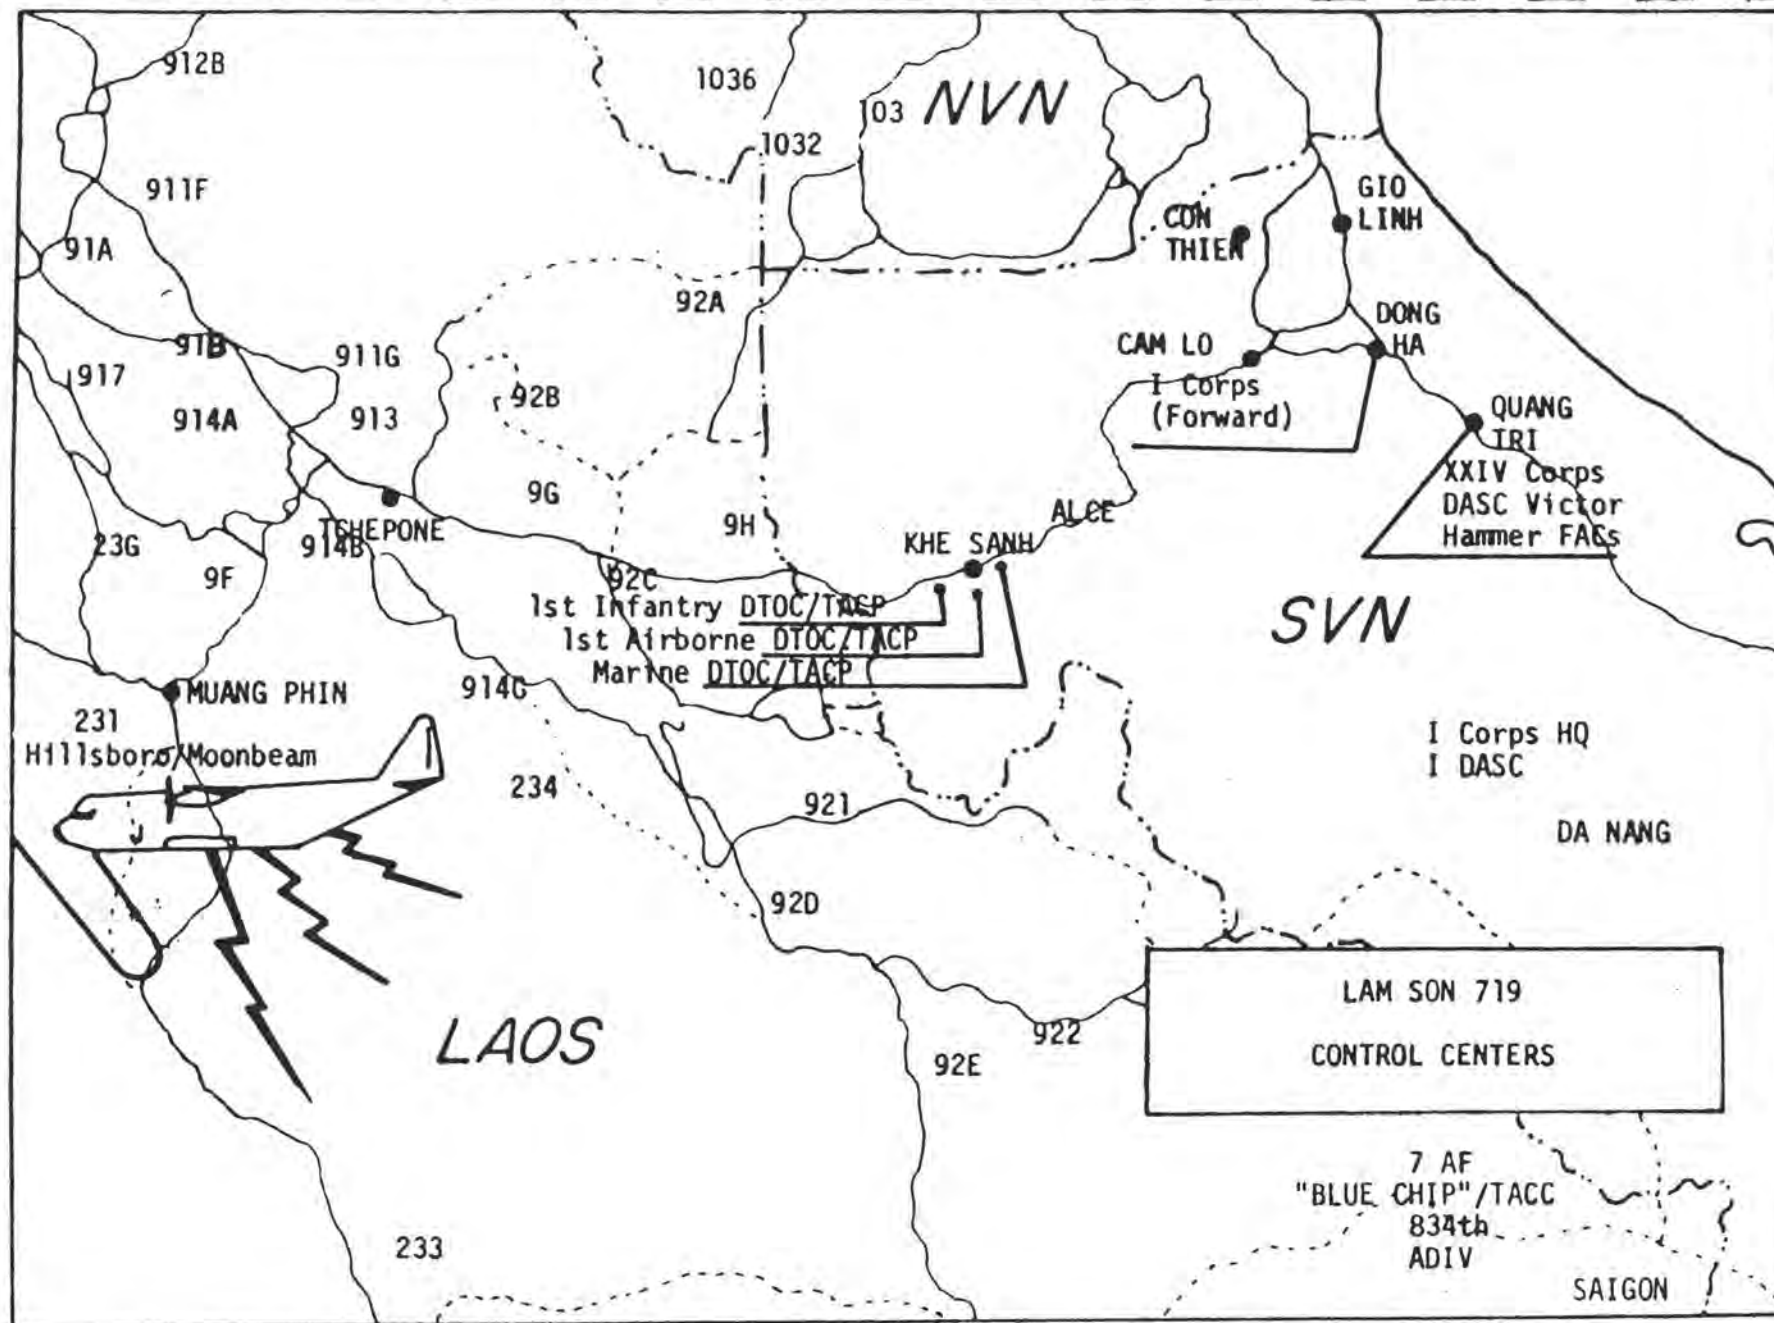 912B
1036
103
NVN
1032
911F
GIO
LINH
CON
THIEN
91A
92A
DONG
HA
91B
911G
CAM LO
917
I Corps
(Forward)
92B
914A
913
QUANG
TRI
XXIV Corps
DASC Victor
Hammer FACs
9G
9H
ALCE
TCHEPONE
23G
914B
KHE SANH
9F
92C
1st Infantry DTOC/TACP
1st Airborne DTOC/TACP
Marine DTOC/TACP
SVN
MUANG PHIN
914C
231
Hillsboro/Moonbeam
I Corps HQ
I DASC
234
921
DA NANG
92D
LAM SON 719
CONTROL CENTERS
LAOS
922
92E
7 AF
"BLUE CHIP"/TACC
834th
ADIV
233
SAIGON